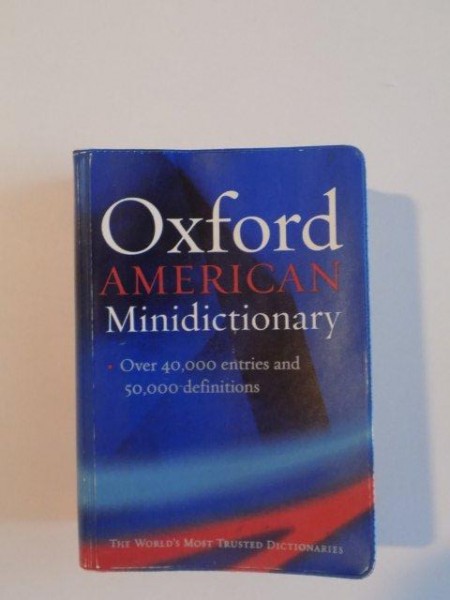 Oxford
AMERICAN
Minidictionary
• Over 40,000 entries and
50,000 definitions
THE WORLD'S MOST TRUSTED DICTIONARIES